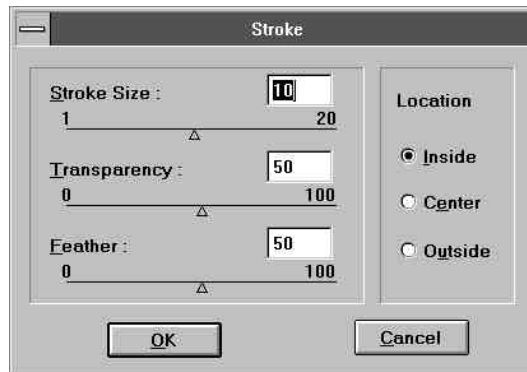 Stroke
Stroke Size : 10
1 20
Transparency : 50
0 100
Feather : 50
0 100
Location
Inside
Center
Outside
OK
Cancel